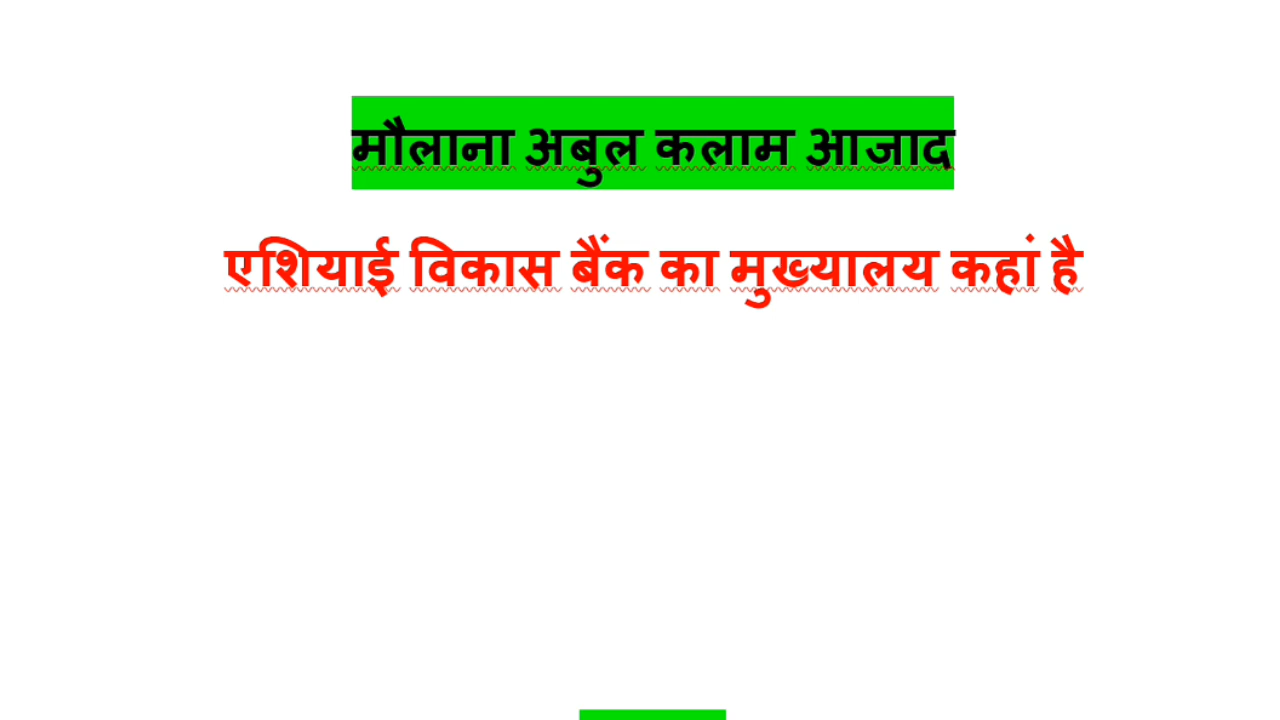 मौलाना अबुल कलाम आजाद
एशियाई विकास बैंक का मुख्यालय कहां है